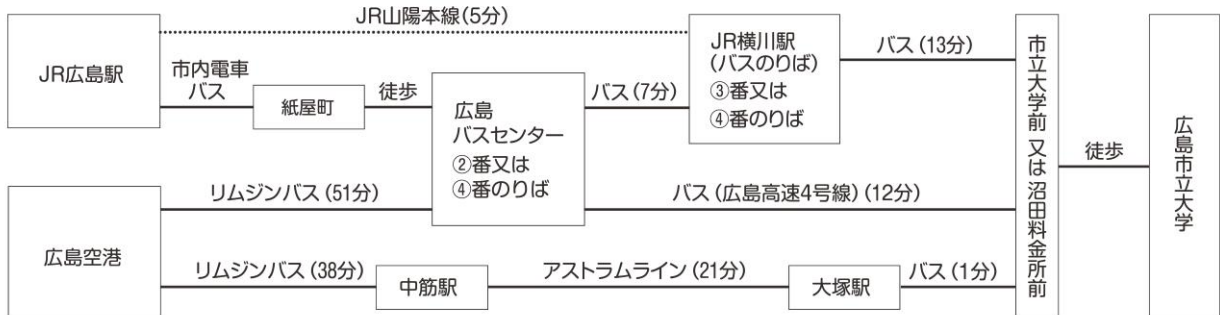 JR山陽本線(5分)
JR広島駅
市内電車
バス
紙屋町
徒歩
広島
バスセンター
②番又は
④番のりば
バス(7分)
JR横川駅
(バスのりば)
③番又は
④番のりば
バス(13分)
広島空港
リムジンバス(51分)
バス(広島高速4号線)(12分)
リムジンバス(38分)
中筋駅
アストラムライン(21分)
大塚駅
バス(1分)
市立大学前 又は 沼田料金所前
徒歩
広島市立大学